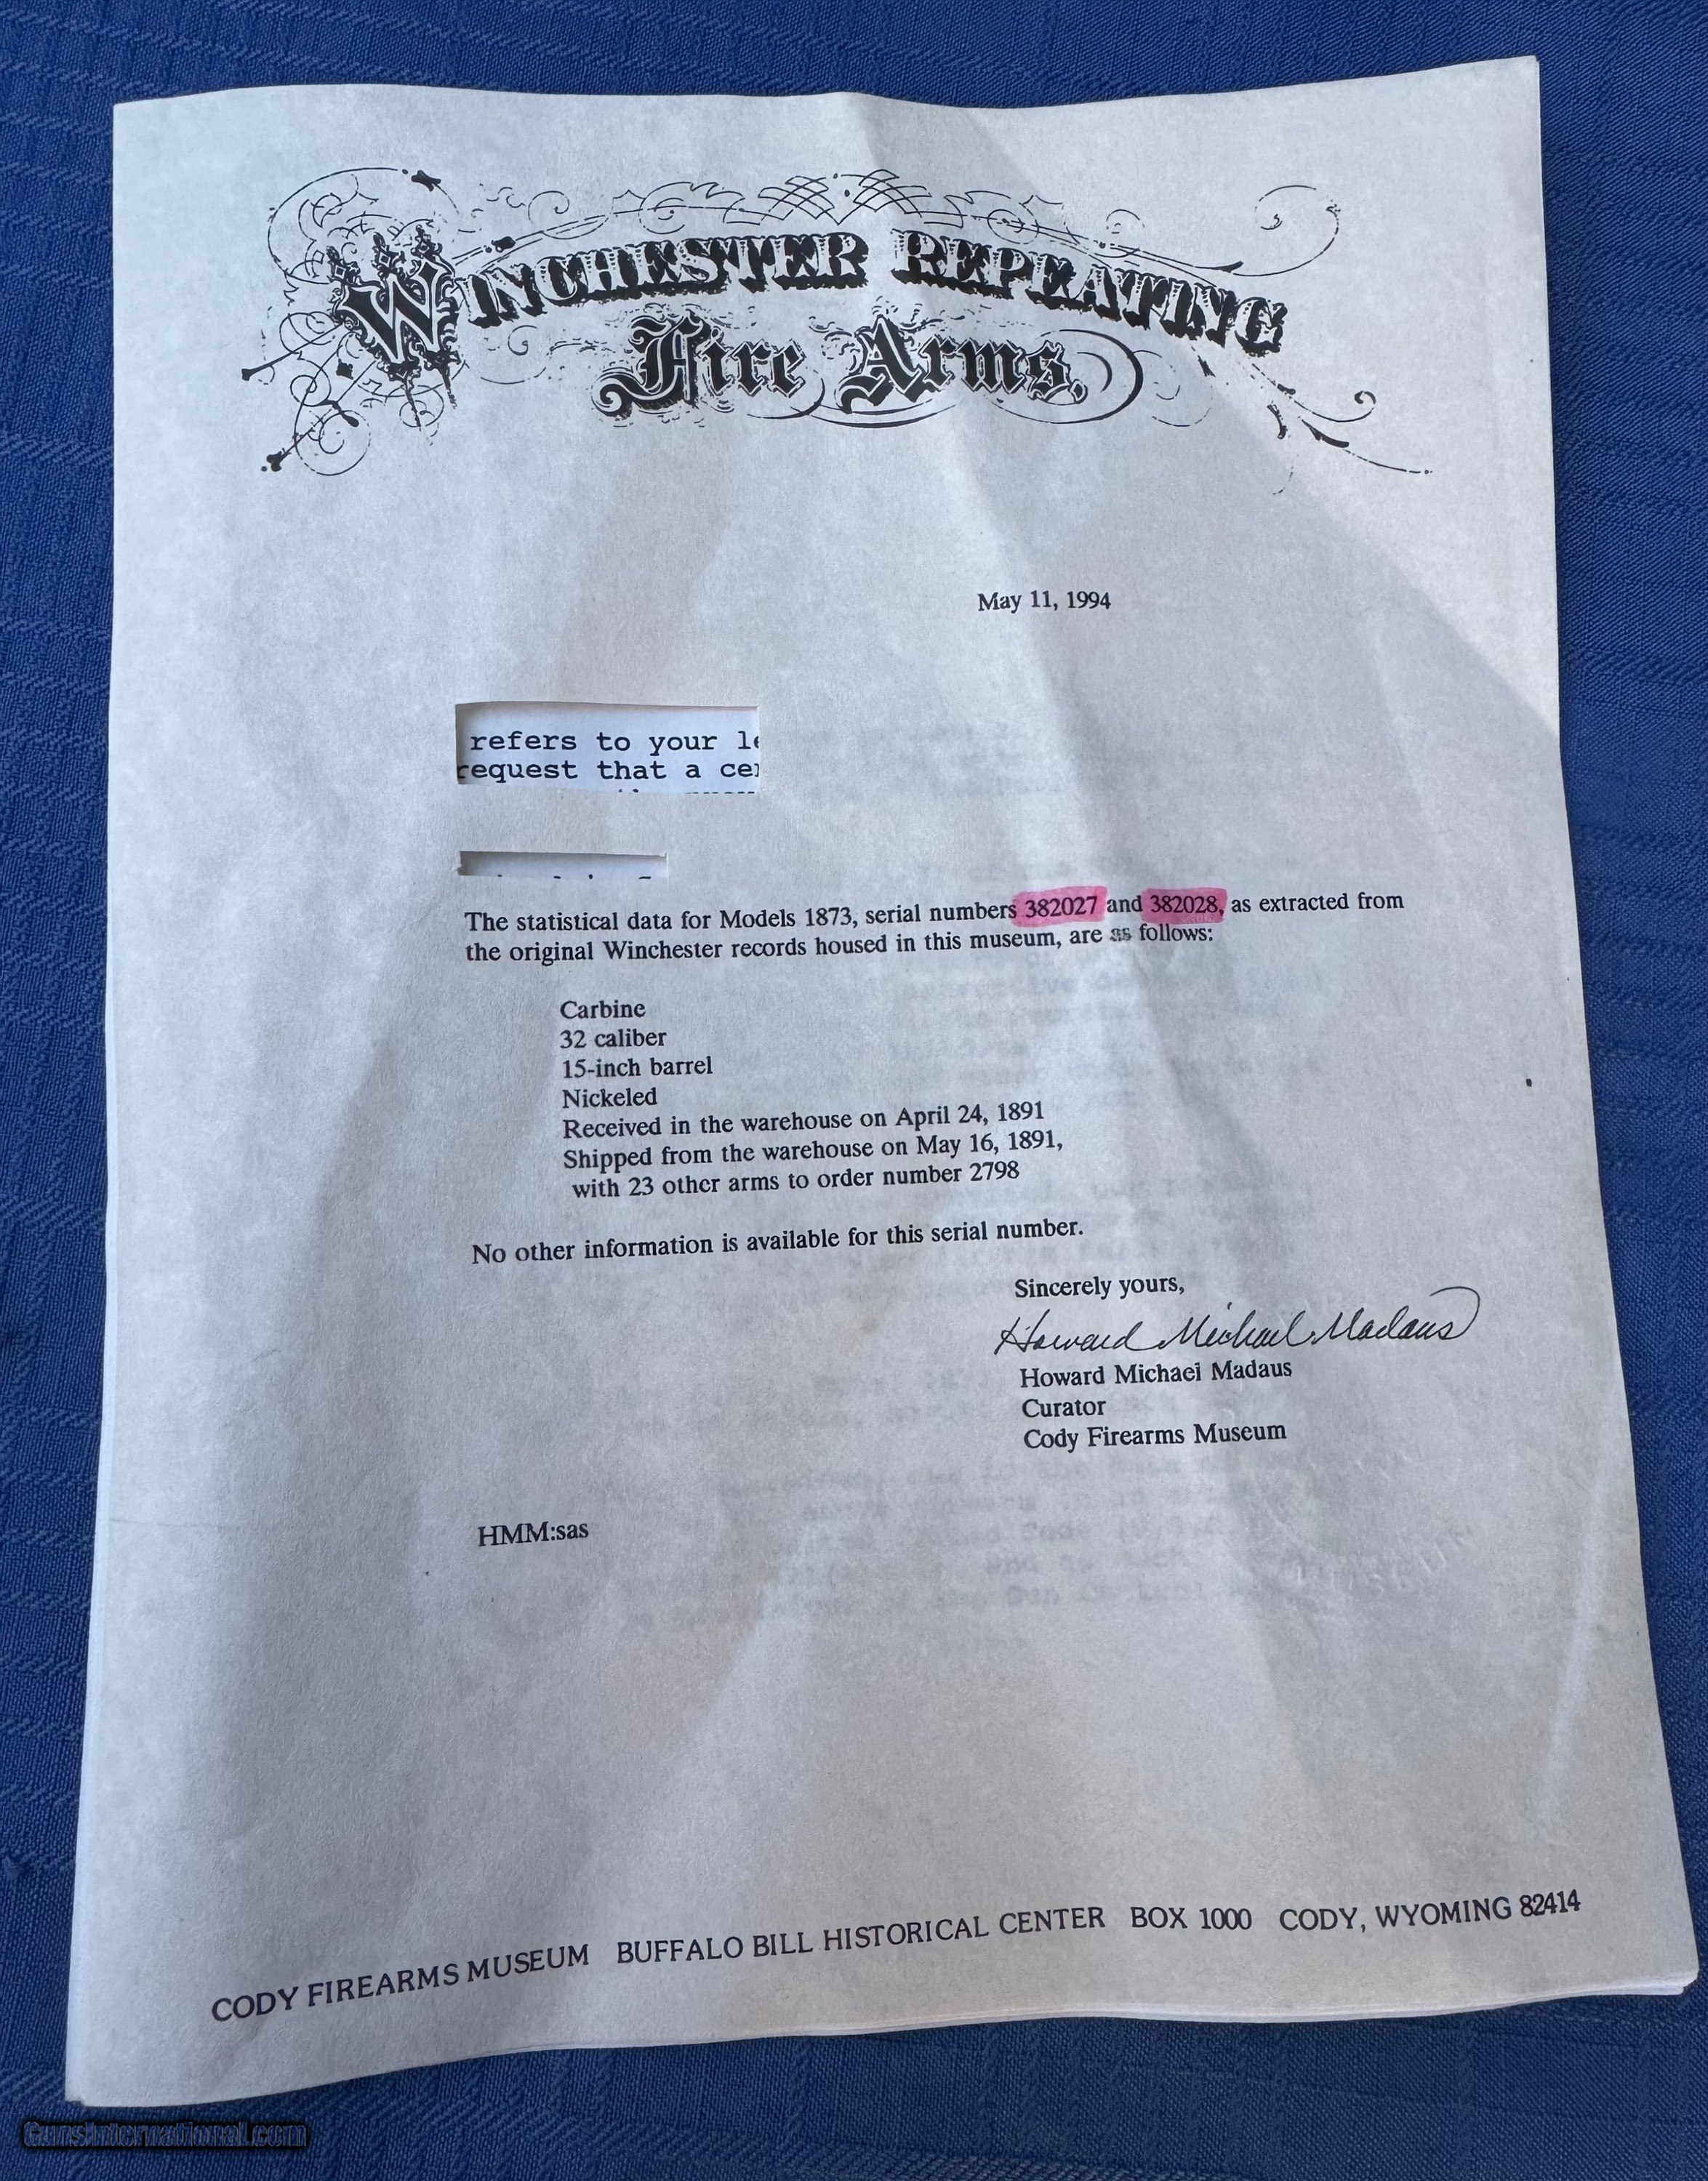 WINCHESTER REPEATING
Fire Arms.
May 11, 1994
refers to your
request that a
The statistical data for Models 1873, serial numbers 382027 and 382028, as extracted from
the original Winchester records housed in this museum, are as follows:
Carbine
32 caliber
15-inch barrel
Nickeled
Received in the warehouse on April 24, 1891
Shipped from the warehouse on May 16, 1891,
with 23 other arms to order number 2798
No other information is available for this serial number.
Sincerely yours,
Howard Michael Madaus
Howard Michael Madaus
Curator
Cody Firearms Museum
HMM:sas
MUSEUM
CODY FIREARMS MUSEUM BUFFALO BILL HISTORICAL CENTER BOX 1000 CODY, WYOMING 82414
GunsInternational.com